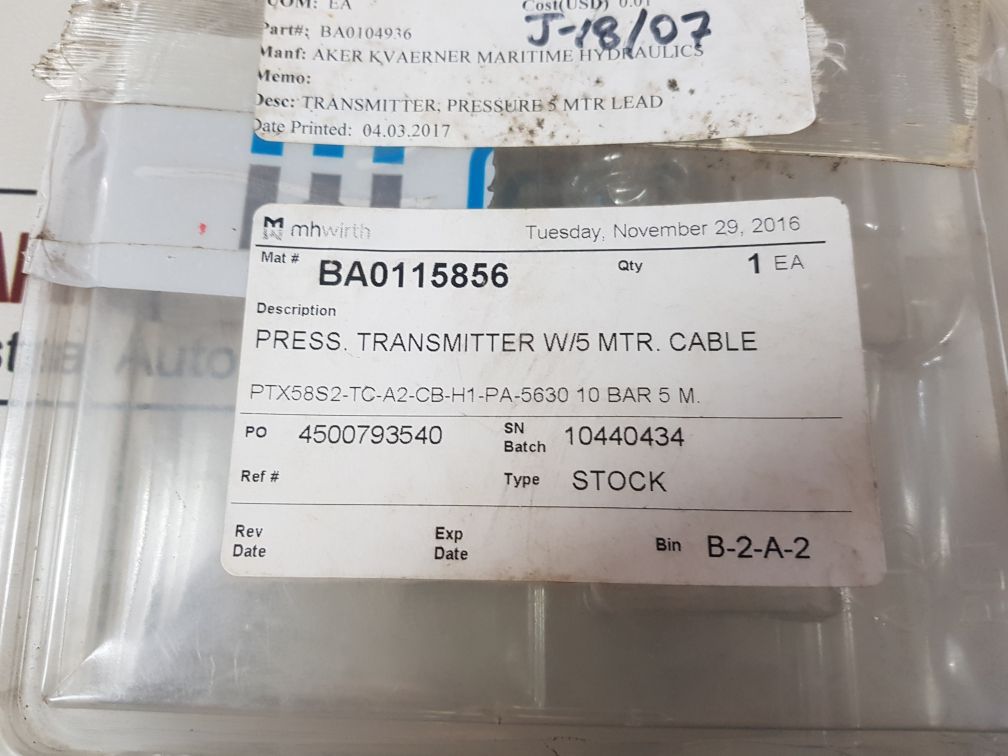 UOM: EA Cost(USD) 0.01
Part#: BA0104936 J-18/07
Manf: AKER KVAERNER MARITIME HYDRAULICS
Memo:
Desc: TRANSMITTER; PRESSURE 5 MTR LEAD
Date Printed: 04.03.2017
mhwirth Tuesday, November 29, 2016
Mat # BA0115856 Qty 1 EA
Description
PRESS. TRANSMITTER W/5 MTR. CABLE
PTX58S2-TC-A2-CB-H1-PA-5630 10 BAR 5 M.
PO 4500793540 SN Batch 10440434
Ref # Type STOCK
Rev Date Exp Date Bin B-2-A-2
Auto